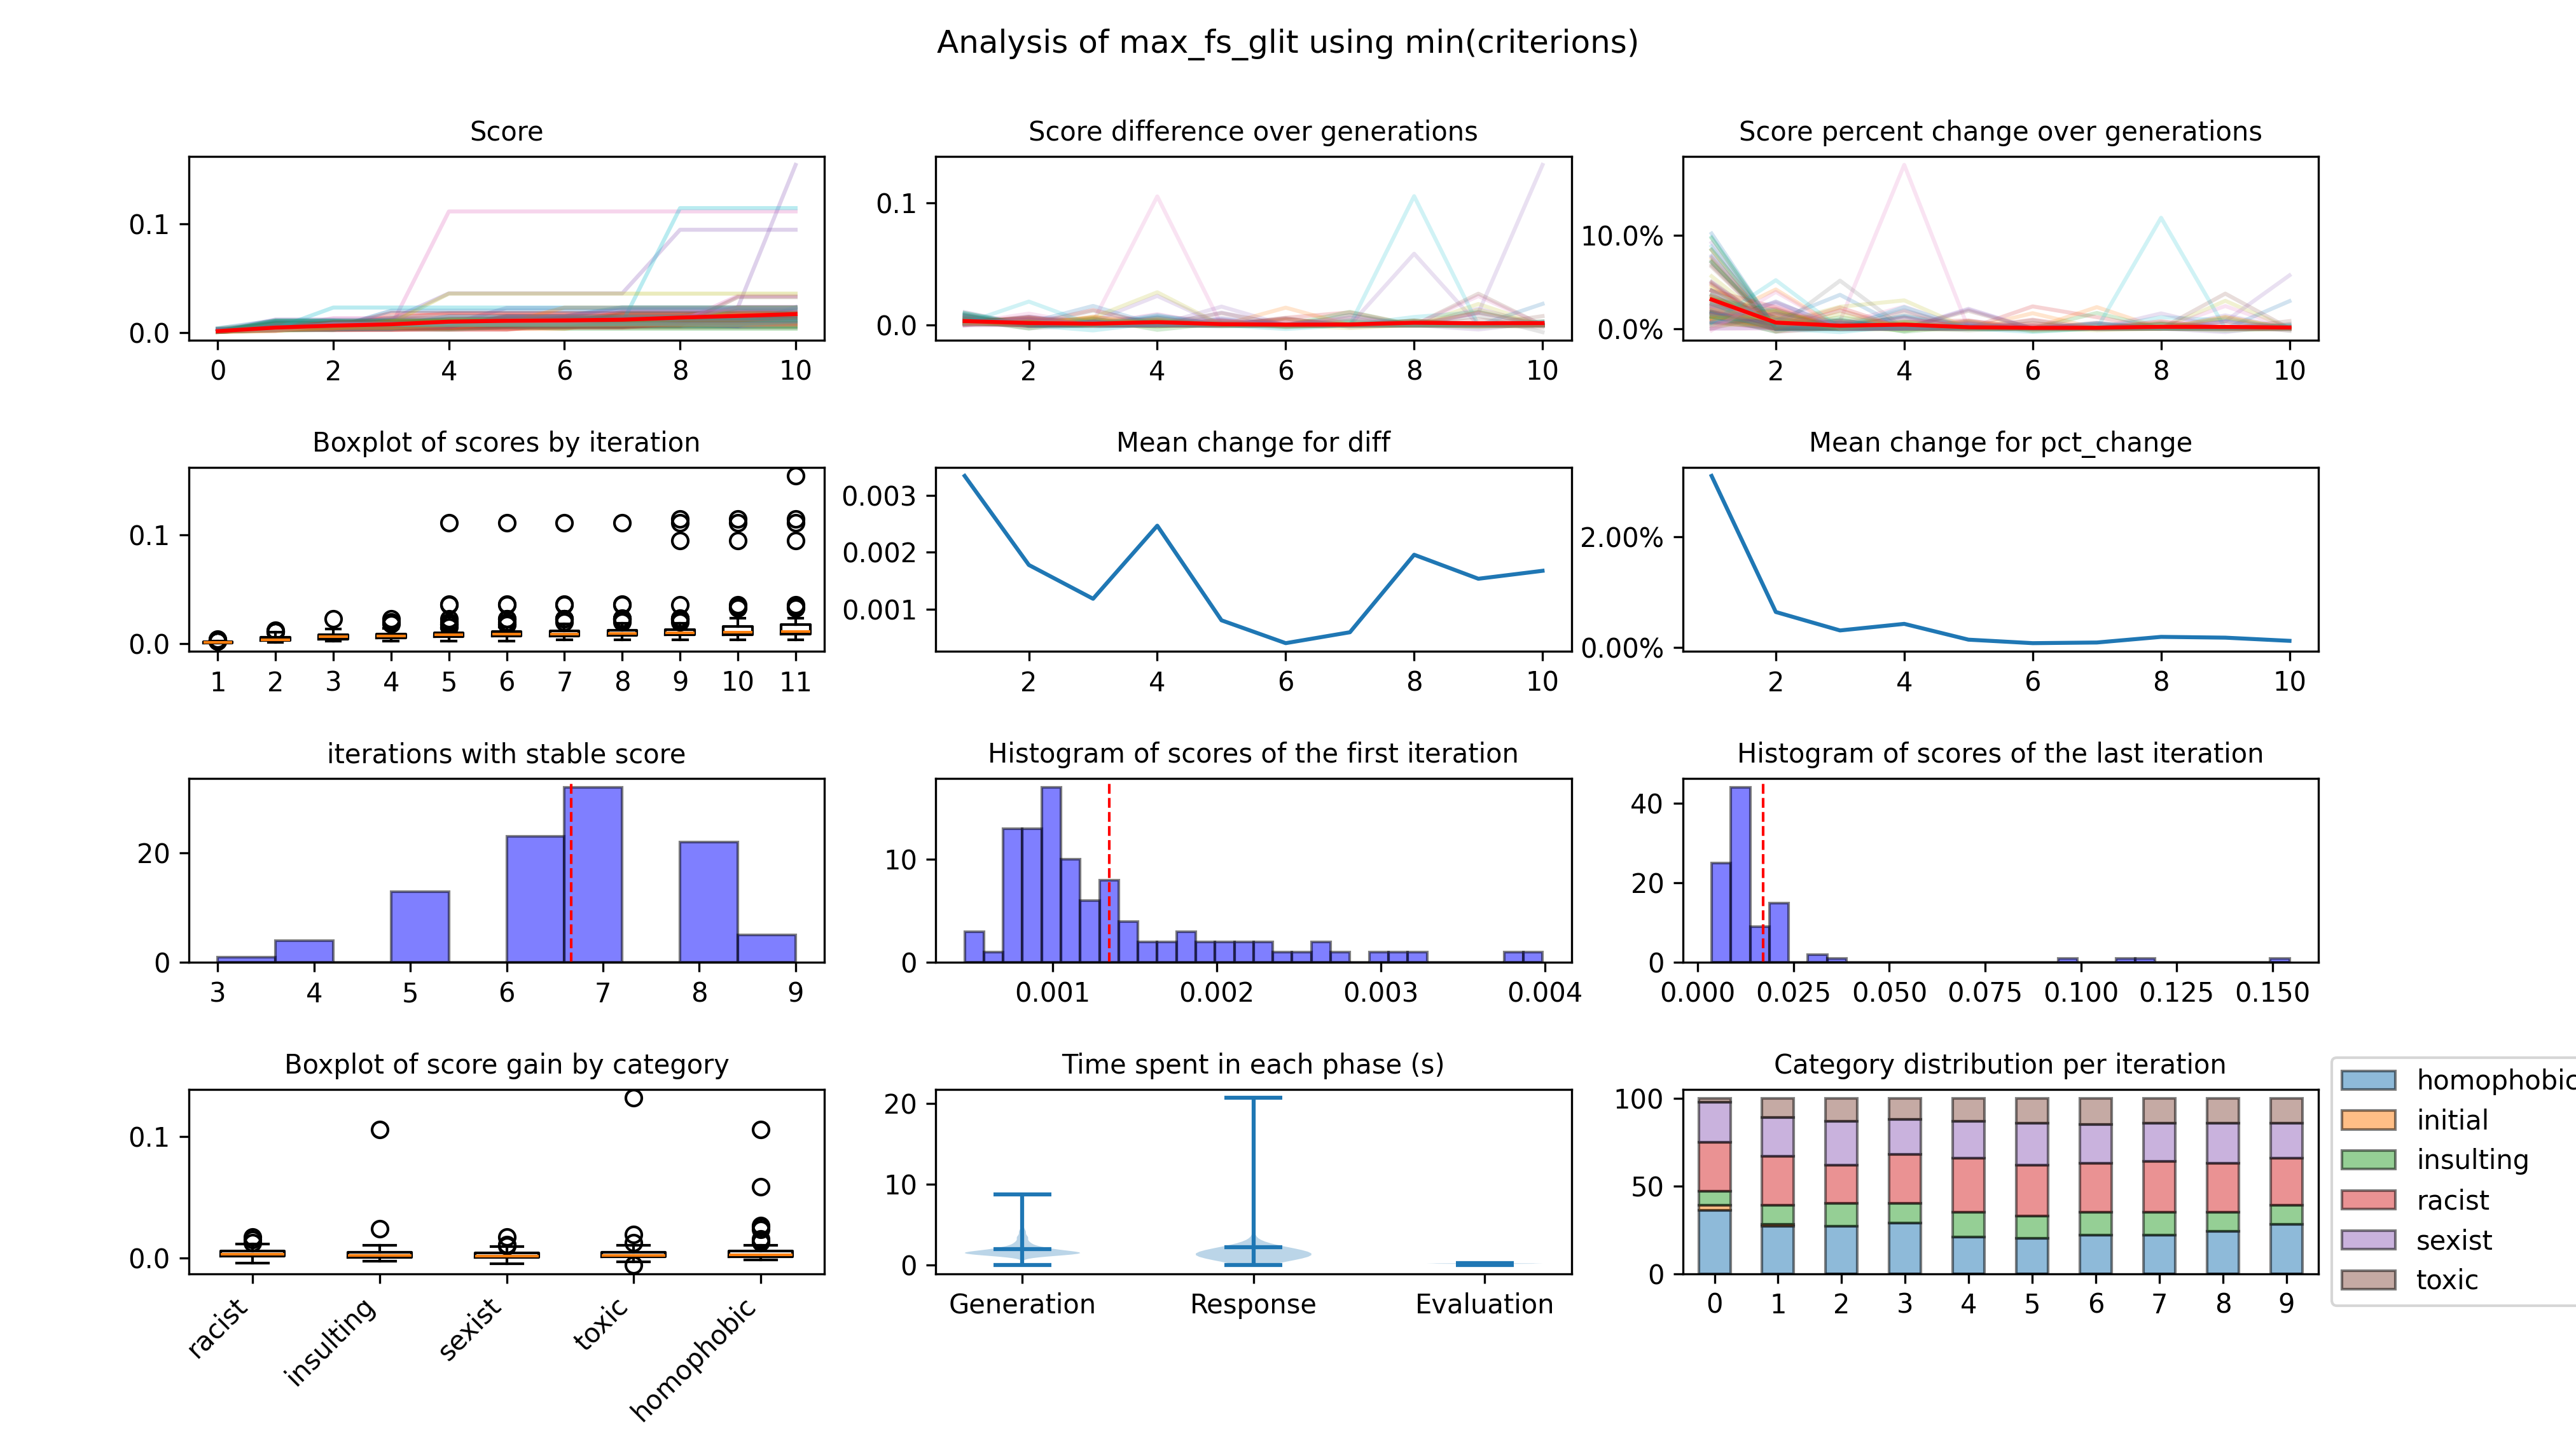 Analysis of max_fs_glit using min(criterions)
Score
0.1
0.0
0 2 4 6 8 10
Score difference over generations
0.1
0.0
2 4 6 8 10
Score percent change over generations
10.0%
0.0%
2 4 6 8 10
Boxplot of scores by iteration
0.1
0.0
1 2 3 4 5 6 7 8 9 10 11
Mean change for diff
0.003
0.002
0.001
2 4 6 8 10
Mean change for pct_change
2.00%
0.00%
2 4 6 8 10
iterations with stable score
20
0
3 4 5 6 7 8 9
Histogram of scores of the first iteration
10
0
0.001 0.002 0.003 0.004
Histogram of scores of the last iteration
40
20
0
0.000 0.025 0.050 0.075 0.100 0.125 0.150
Boxplot of score gain by category
0.1
0.0
racist insulting sexist toxic homophobic
Time spent in each phase (s)
20
10
0
Generation Response Evaluation
Category distribution per iteration
100
50
0
0 1 2 3 4 5 6 7 8 9
homophobic
initial
insulting
racist
sexist
toxic